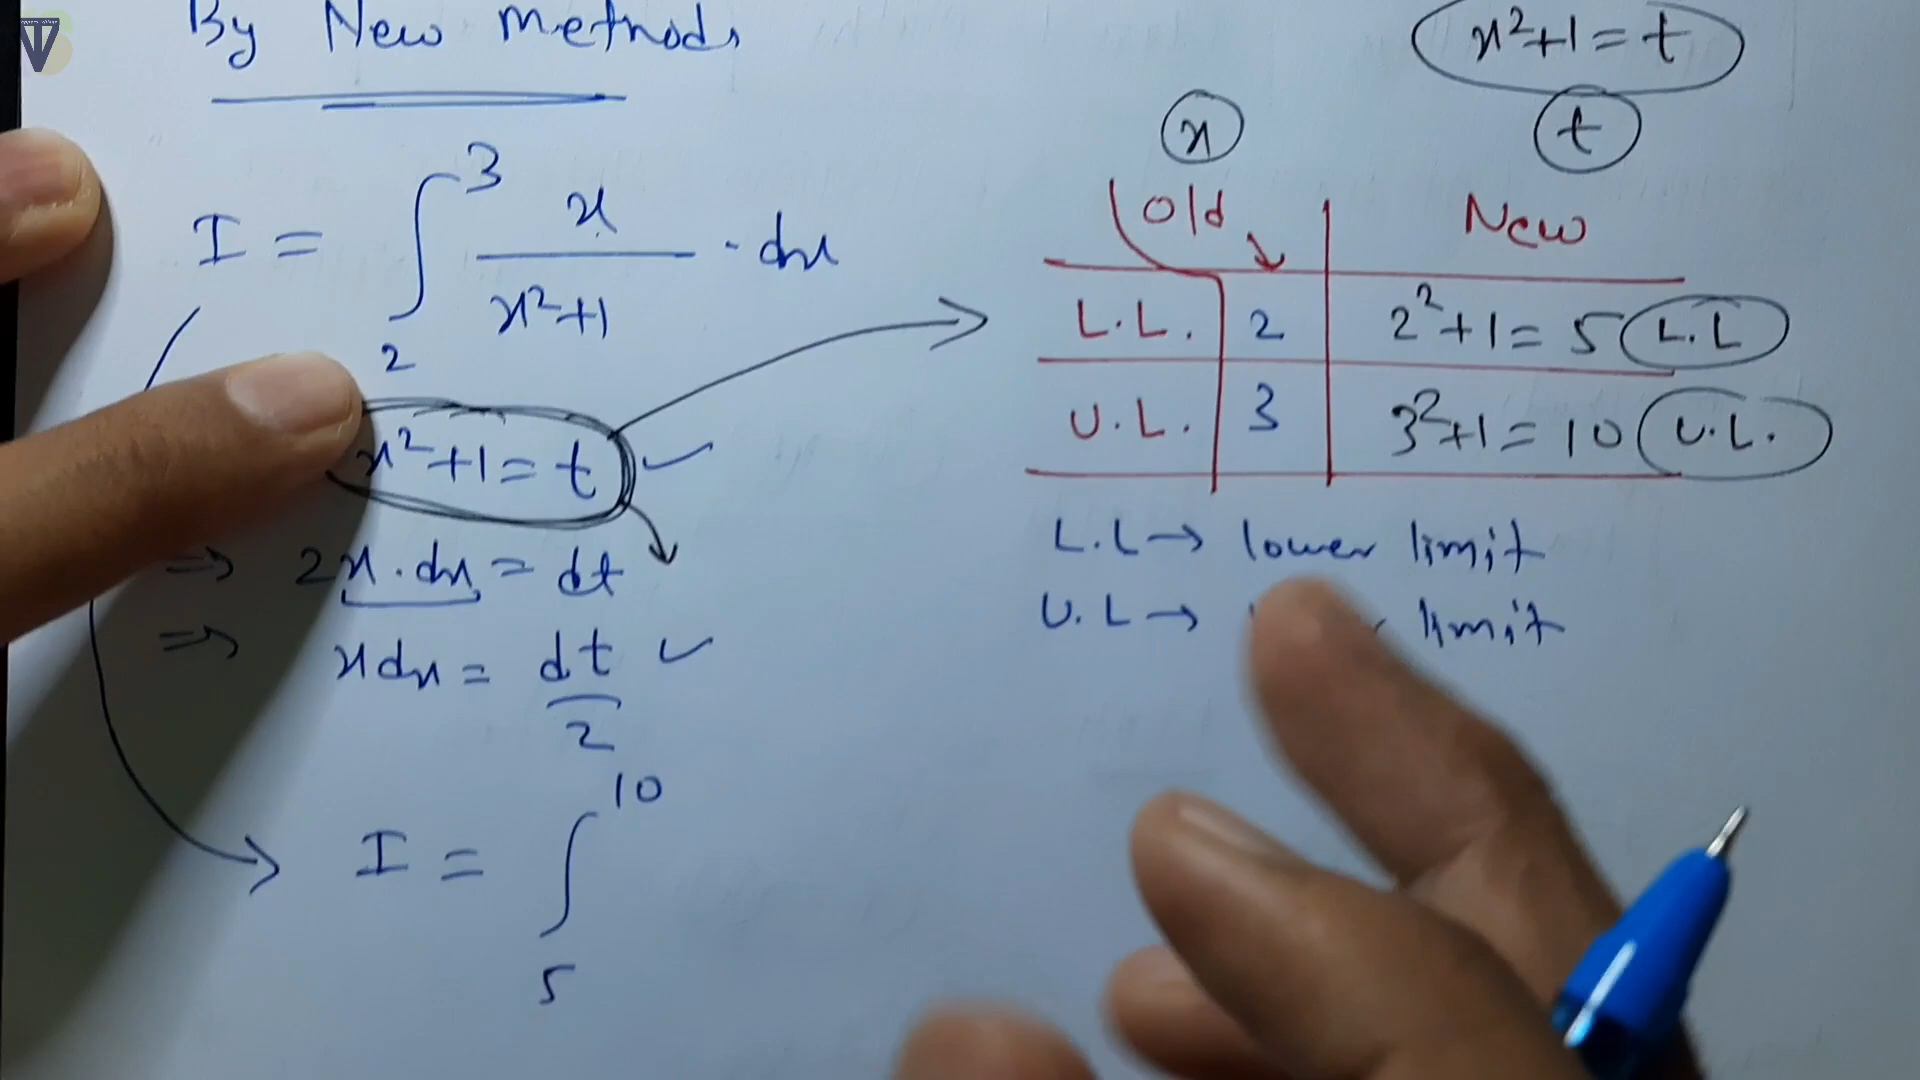 By New Methods
I = ∫₂³ x/(x²+1) · dx
x²+1 = t
⇒ 2x·dx = dt
⇒ xdx = dt/2
I = ∫₅¹⁰
x²+1 = t
x t
Old New
L.L. 2 2²+1 = 5 L.L
U.L. 3 3²+1 = 10 U.L.
L.L → lower limit
U.L → limit